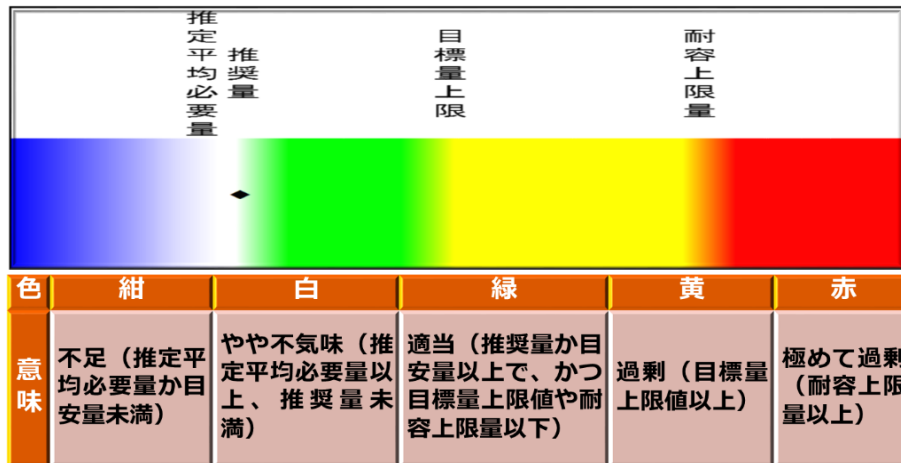 推定平均必要量
推奨量
目標量上限
耐容上限量
色 紺 白 緑 黄 赤
意味
不足（推定平
均必要量か目
安量未満）
やや不気味（推
定平均必要量以
上、推奨量未
満）
適当（推奨量か目
安量以上で、かつ
目標量上限値や耐
容上限量以下）
過剰（目標量
上限値以上）
極めて過剰
（耐容上限
量以上）